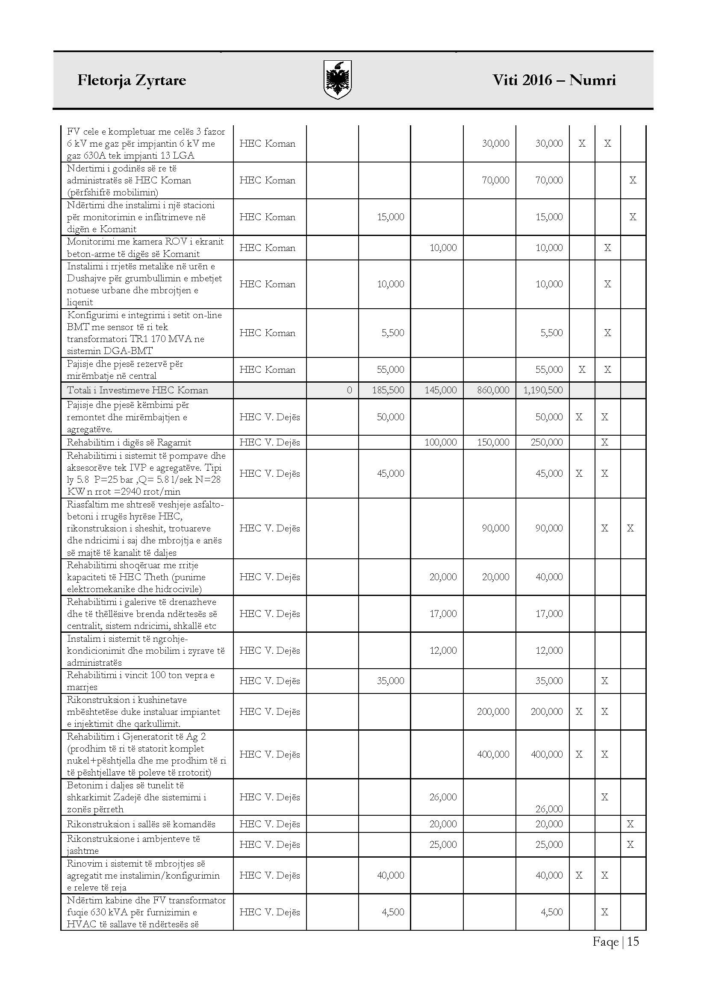 Fletorja Zyrtare Viti 2016 – Numri
FV cele e kompletuar me celës 3 fazor
6 kV me gaz për impjantin 6 kV me
gaz 630A tek impjanti 13 LGA
HEC Koman 30,000 30,000 X X
Ndertimi i godinës së re të
administratës së HEC Koman
(përfshifrë mobilimin)
HEC Koman 70,000 70,000 X
Ndërtimi dhe instalimi i një stacioni
për monitorimin e inflitrimeve në
digën e Komanit
HEC Koman 15,000 15,000 X
Monitorimi me kamera ROV i ekranit
beton-arme të digës së Komanit
HEC Koman 10,000 10,000 X
Instalimi i rrjetës metalike në urën e
Dushajve për grumbullimin e mbetjet
notuese urbane dhe mbrojtjen e
liqenit
HEC Koman 10,000 10,000 X
Konfigurimi e integrimi i setit on-line
BMT me sensor të ri tek
transformatori TR1 170 MVA ne
sistemin DGA-BMT
HEC Koman 5,500 5,500 X
Pajisje dhe pjesë rezervë për
mirëmbatje në central
HEC Koman 55,000 55,000 X X
Totali i Investimeve HEC Koman 0 185,500 145,000 860,000 1,190,500
Pajisje dhe pjesë këmbimi për
remontet dhe mirëmbajtjen e
agregatëve.
HEC V. Dejës 50,000 50,000 X X
Rehabilitim i digës së Ragamit HEC V. Dejës 100,000 150,000 250,000 X
Rehabilitimi i sistemit të pompave dhe
aksesorëve tek IVP e agregatëve. Tipi
ly 5.8 P=25 bar ,Q= 5.8 l/sek N=28
KW n rrot =2940 rrot/min
HEC V. Dejës 45,000 45,000 X X
Riasfaltim me shtresë veshjeje asfalto-
betoni i rrugës hyrëse HEC,
rikonstruksion i sheshit, trotuareve
dhe ndricimi i saj dhe mbrojtja e anës
së majtë të kanalit të daljes
HEC V. Dejës 90,000 90,000 X X
Rehabilitimi shoqëruar me rritje
kapaciteti të HEC Theth (punime
elektromekanike dhe hidrocivile)
HEC V. Dejës 20,000 20,000 40,000
Rehabilitimi i galerive të drenazheve
dhe të thëllësive brenda ndërtesës së
centralit, sistem ndricimi, shkallë etc
HEC V. Dejës 17,000 17,000
Instalim i sistemit të ngrohje-
kondicionimit dhe mobilim i zyrave të
administratës
HEC V. Dejës 12,000 12,000
Rehabilitimi i vincit 100 ton vepra e
marrjes
HEC V. Dejës 35,000 35,000 X
Rikonstruksion i kushinetave
mbështetëse duke instaluar impiantet
e injektimit dhe qarkullimit.
HEC V. Dejës 200,000 200,000 X X
Rehabilitim i Gjeneratorit të Ag 2
(prodhim të ri të statorit komplet
nukel+pështjella dhe me prodhim të ri
të pështjellave të poleve të rrotorit)
HEC V. Dejës 400,000 400,000 X X
Betonim i daljes së tunelit të
shkarkimit Zadejë dhe sistemimi i
zonës përreth
HEC V. Dejës 26,000 26,000 X
Rikonstruksion i sallës së komandës HEC V. Dejës 20,000 20,000 X
Rikonstruksione i ambjenteve të
jashtme
HEC V. Dejës 25,000 25,000 X
Rinovim i sistemit të mbrojtjes së
agregatit me instalimin/konfigurimin
e releve të reja
HEC V. Dejës 40,000 40,000 X X
Ndërtim kabine dhe FV transformator
fuqie 630 kVA për furnizimin e
HVAC të sallave të ndërtesës së
HEC V. Dejës 4,500 4,500 X
Faqe|15